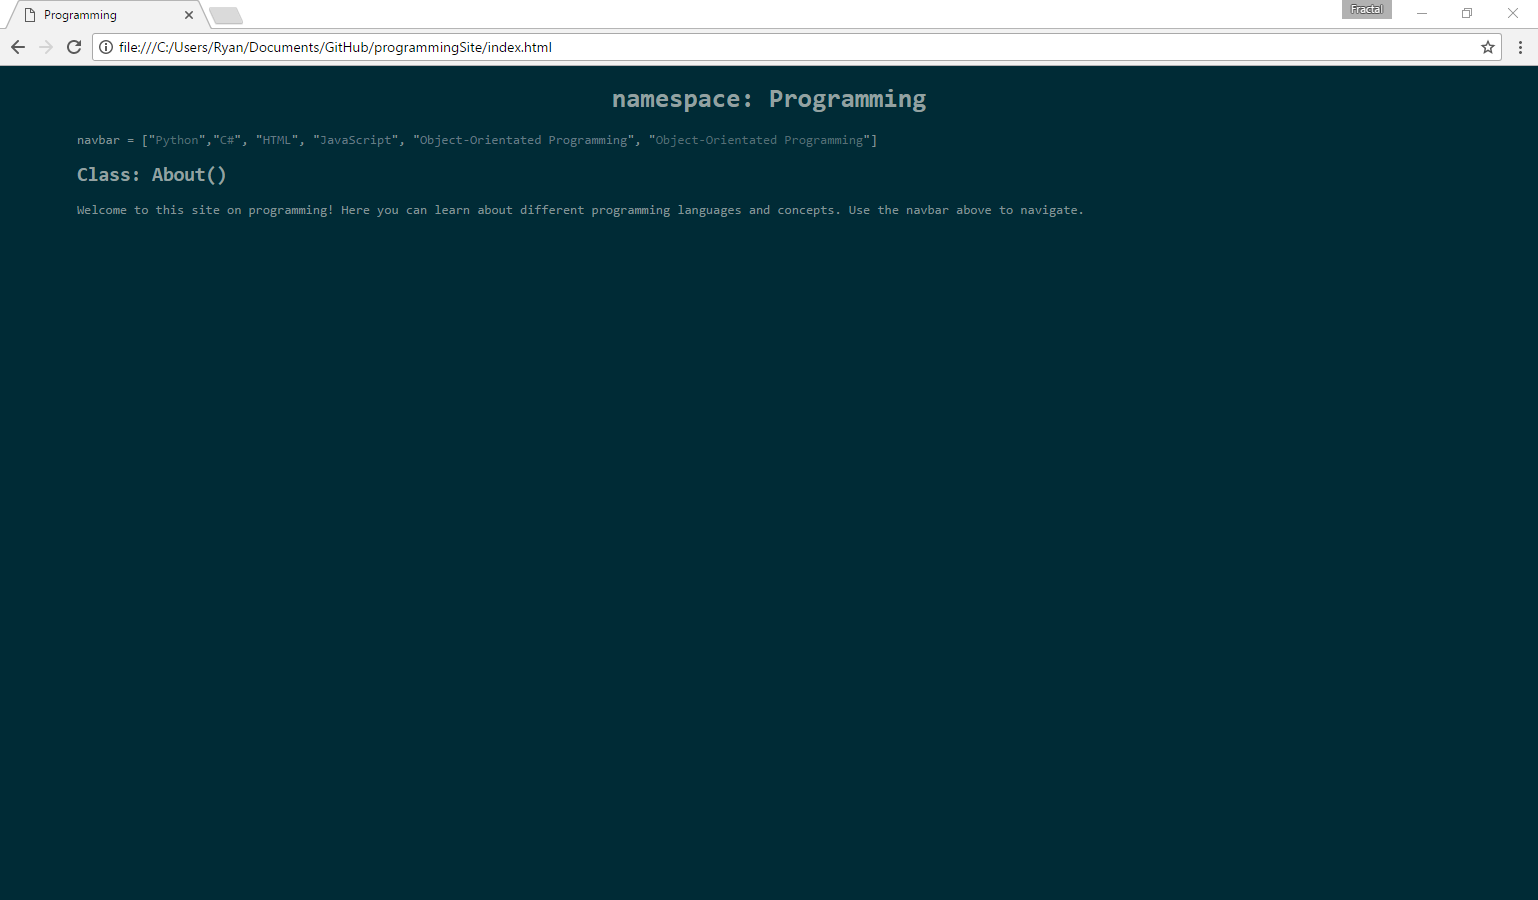 Programming
Fractal
file:///C:/Users/Ryan/Documents/GitHub/programmingSite/index.html
namespace: Programming
navbar = ["Python","C#", "HTML", "JavaScript", "Object-Orientated Programming", "Object-Orientated Programming"]
Class: About()
Welcome to this site on programming! Here you can learn about different programming languages and concepts. Use the navbar above to navigate.